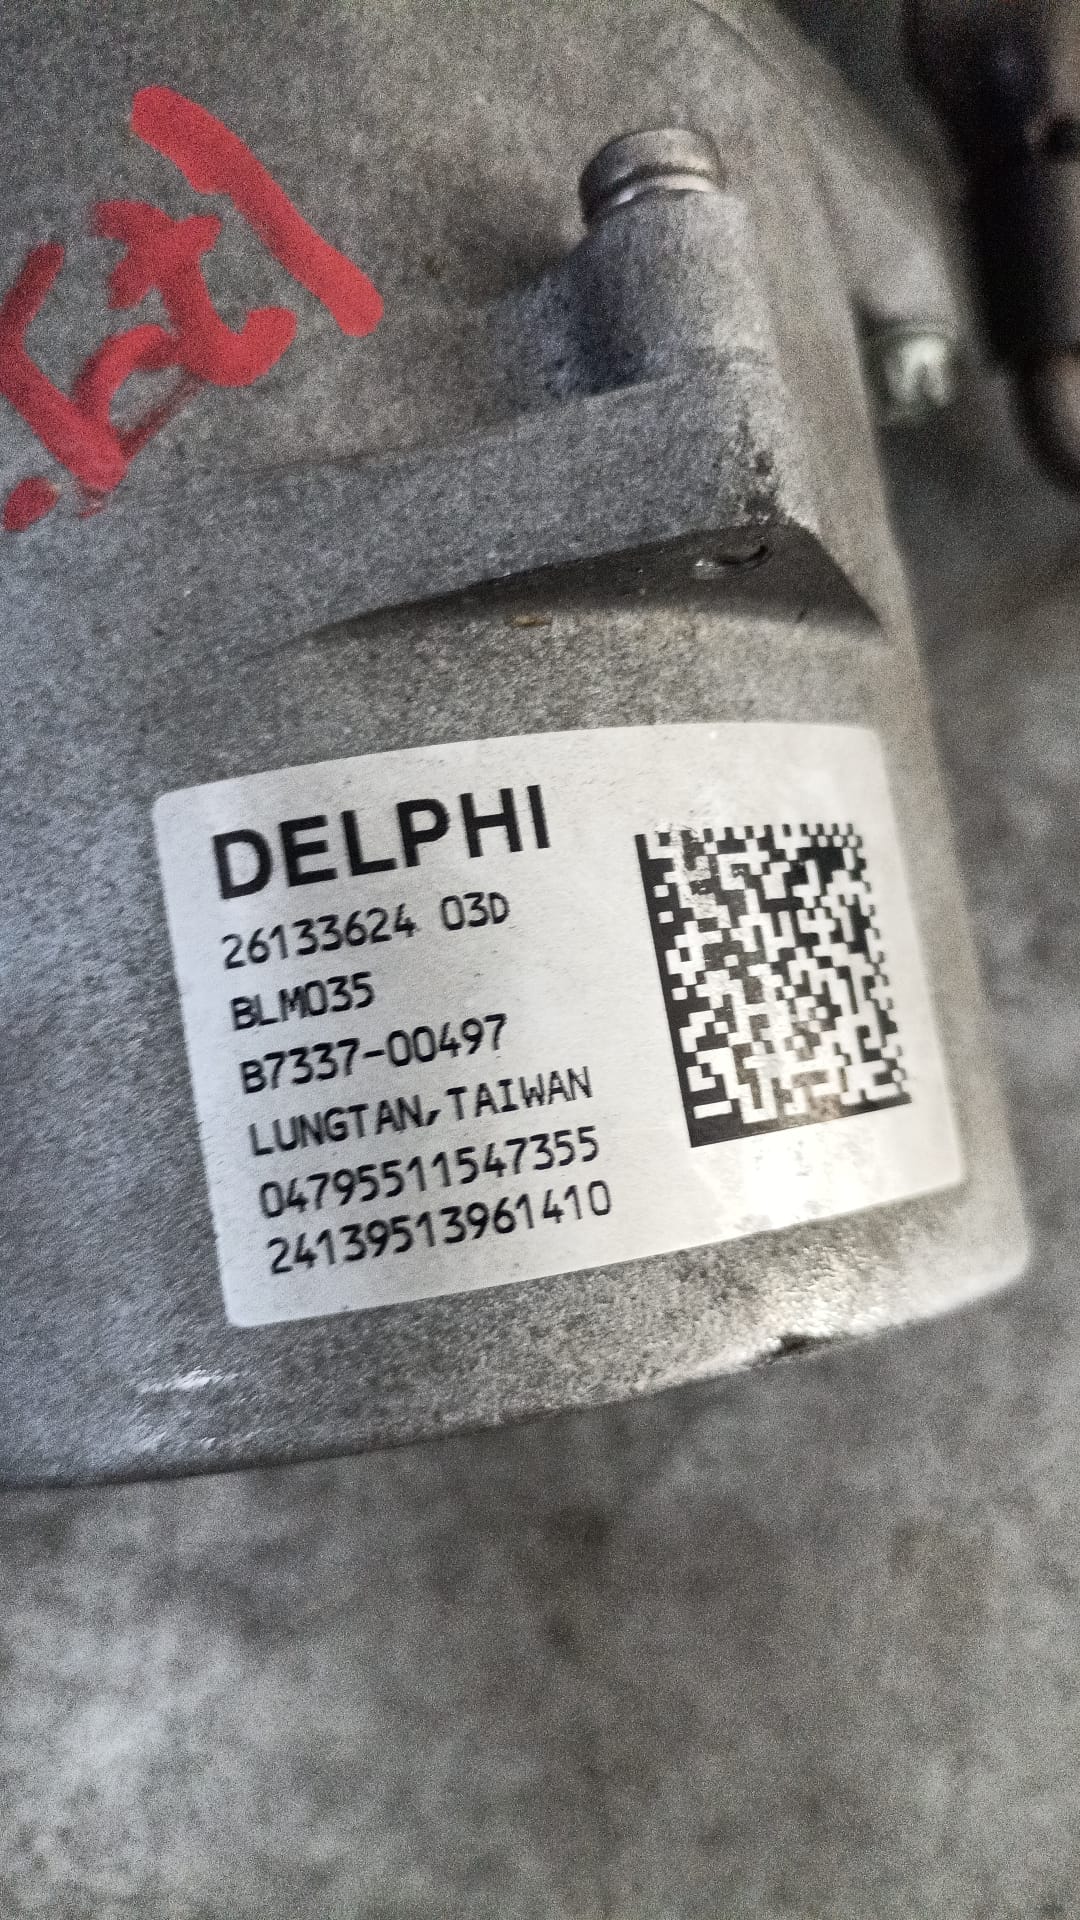 DELPHI
26133624 03D
BLM035
B7337-00497
LUNGTAN,TAIWAN
04795511547355
24139513961410